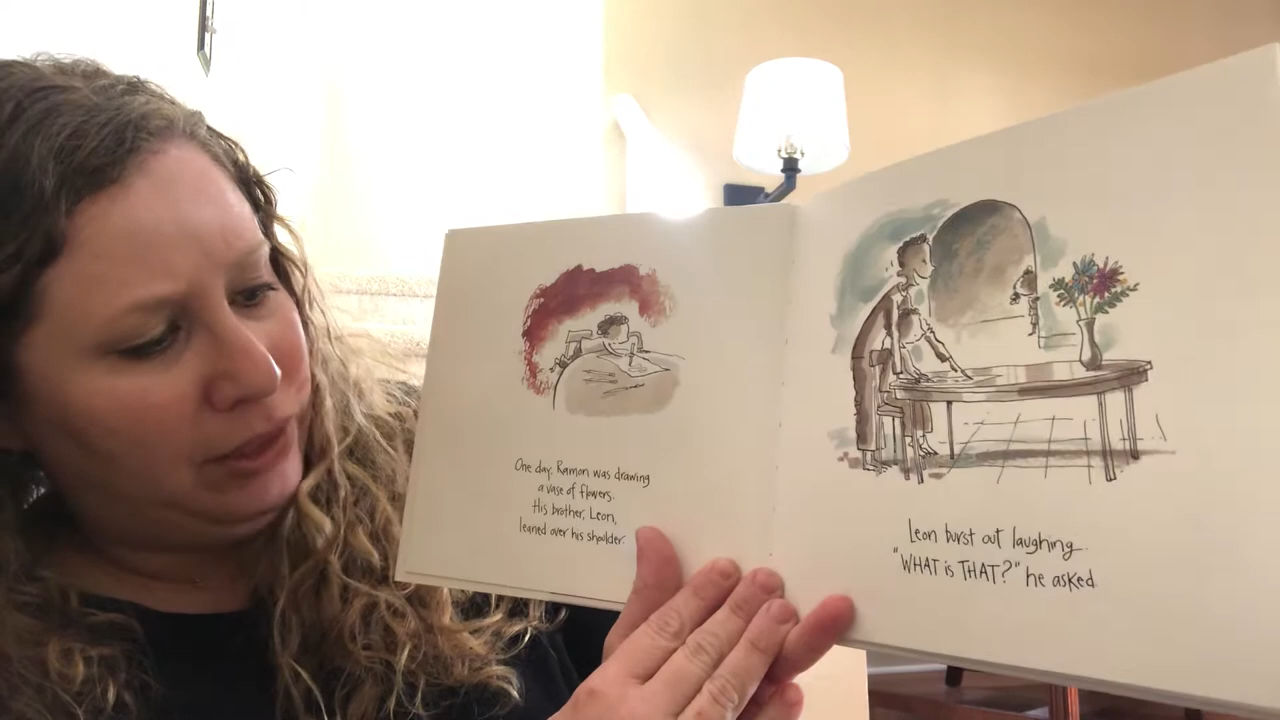 One day, Ramon was drawing
a vase of flowers.
His brother, Leon,
leaned over his shoulder.
Leon burst out laughing.
"WHAT is THAT?" he asked.